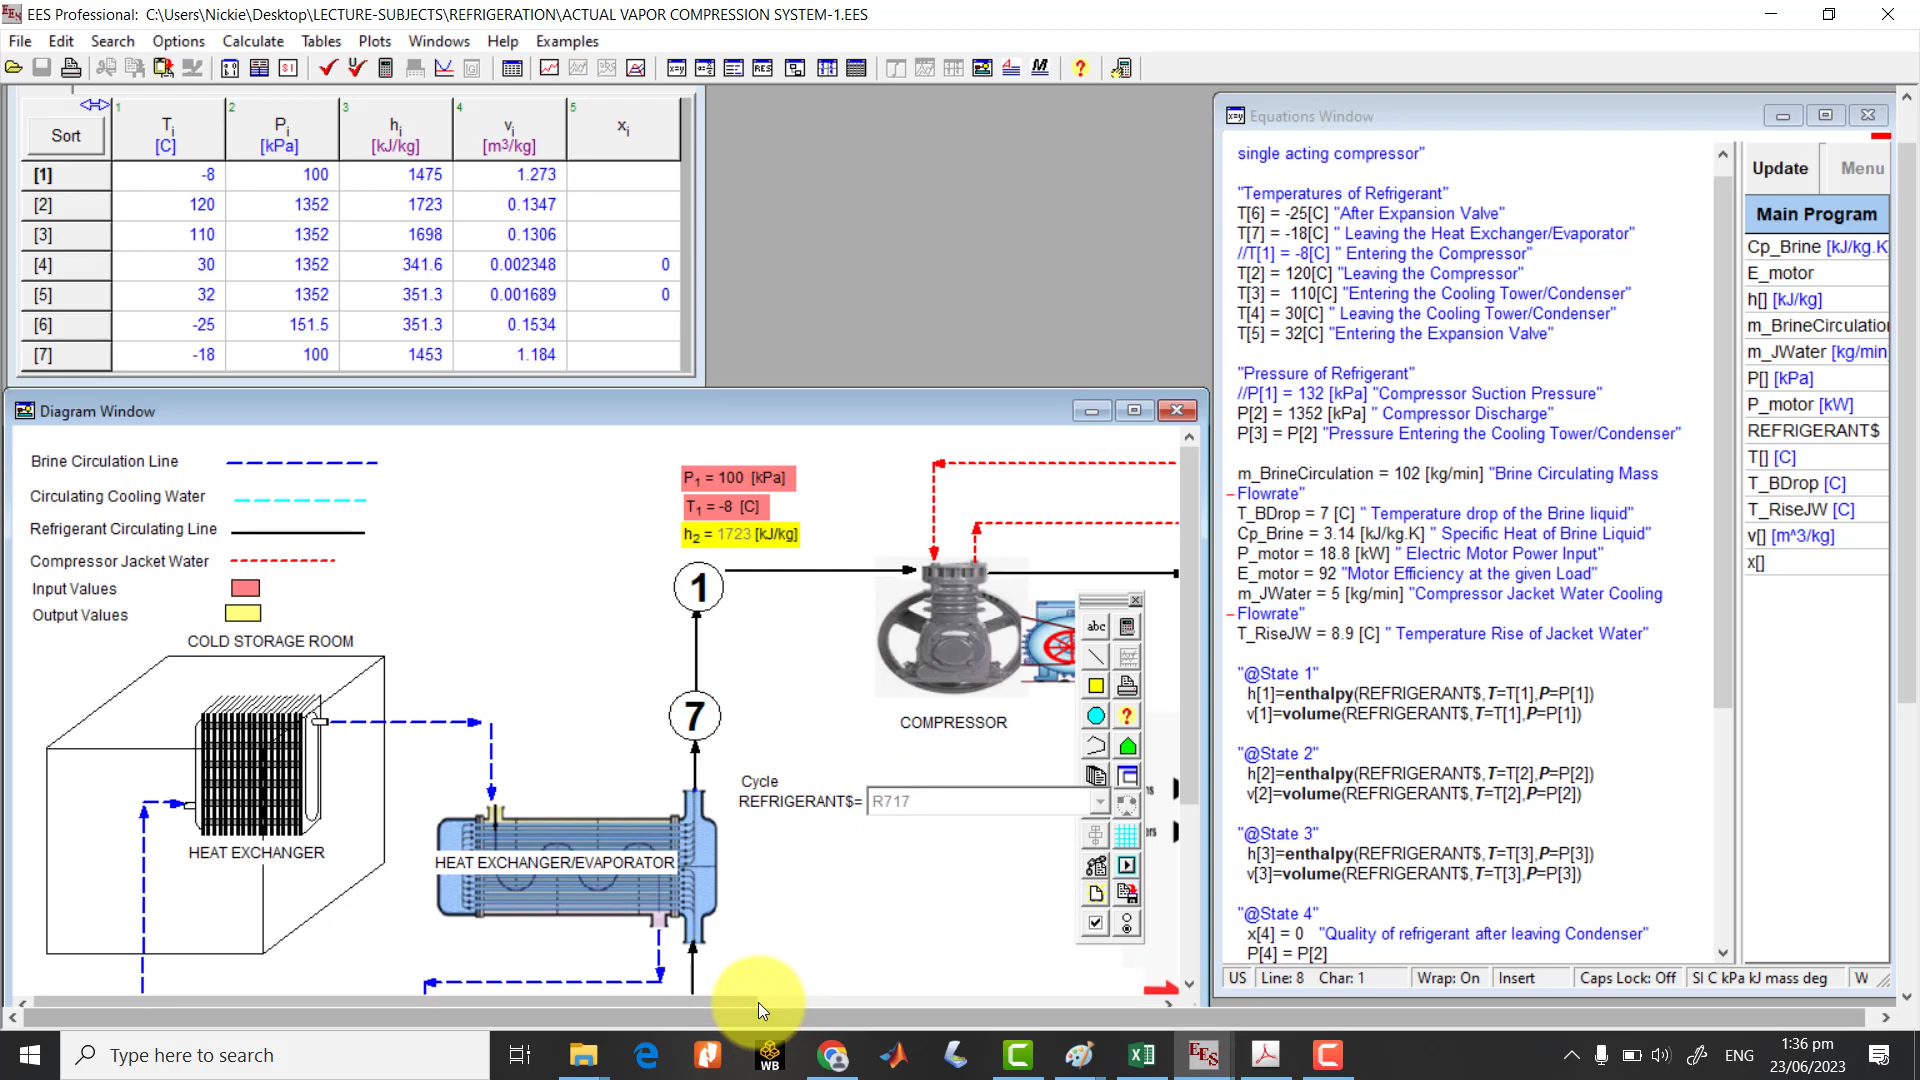 EES Professional:  C:\Users\Nickie\Desktop\LECTURE-SUBJECTS\REFRIGERATION\ACTUAL VAPOR COMPRESSION SYSTEM-1.EES
File Edit Search Options Calculate Tables Plots Windows Help Examples
Sort
1 Ti [C] 2 Pi [kPa] 3 hi [kJ/kg] 4 vi [m3/kg] 5 xi
[1] -8 100 1475 1.273
[2] 120 1352 1723 0.1347
[3] 110 1352 1698 0.1306
[4] 30 1352 341.6 0.002348 0
[5] 32 1352 351.3 0.001689 0
[6] -25 151.5 351.3 0.1534
[7] -18 100 1453 1.184
Diagram Window
Brine Circulation Line
Circulating Cooling Water
Refrigerant Circulating Line
Compressor Jacket Water
Input Values
Output Values
COLD STORAGE ROOM
HEAT EXCHANGER
P1 = 100 [kPa]
T1 = -8 [C]
h2 = 1723 [kJ/kg]
1
7
HEAT EXCHANGER/EVAPORATOR
COMPRESSOR
Cycle
REFRIGERANT$= R717
abc
Equations Window
single acting compressor"
"Temperatures of Refrigerant"
T[6] = -25[C] "After Expansion Valve"
T[7] = -18[C] " Leaving the Heat Exchanger/Evaporator"
//T[1] = -8[C] " Entering the Compressor"
T[2] = 120[C] "Leaving the Compressor"
T[3] =  110[C] "Entering the Cooling Tower/Condenser"
T[4] = 30[C] " Leaving the Cooling Tower/Condenser"
T[5] = 32[C] "Entering the Expansion Valve"
"Pressure of Refrigerant"
//P[1] = 132 [kPa] "Compressor Suction Pressure"
P[2] = 1352 [kPa] " Compressor Discharge"
P[3] = P[2] "Pressure Entering the Cooling Tower/Condenser"
m_BrineCirculation = 102 [kg/min] "Brine Circulating Mass
Flowrate"
T_BDrop = 7 [C] " Temperature drop of the Brine liquid"
Cp_Brine = 3.14 [kJ/kg.K] " Specific Heat of Brine Liquid"
P_motor = 18.8 [kW] " Electric Motor Power Input"
E_motor = 92 "Motor Efficiency at the given Load"
m_JWater = 5 [kg/min] "Compressor Jacket Water Cooling
Flowrate"
T_RiseJW = 8.9 [C] " Temperature Rise of Jacket Water"
"@State 1"
h[1]=enthalpy(REFRIGERANT$,T=T[1],P=P[1])
v[1]=volume(REFRIGERANT$,T=T[1],P=P[1])
"@State 2"
h[2]=enthalpy(REFRIGERANT$,T=T[2],P=P[2])
v[2]=volume(REFRIGERANT$,T=T[2],P=P[2])
"@State 3"
h[3]=enthalpy(REFRIGERANT$,T=T[3],P=P[3])
v[3]=volume(REFRIGERANT$,T=T[3],P=P[3])
"@State 4"
x[4] = 0  "Quality of refrigerant after leaving Condenser"
P[4] = P[2]
US Line: 8 Char: 1 Wrap: On Insert Caps Lock: Off SI C kPa kJ mass deg W
Update Menu
Main Program
Cp_Brine [kJ/kg.K
E_motor
h[] [kJ/kg]
m_BrineCirculation
m_JWater [kg/min
P[] [kPa]
P_motor [kW]
REFRIGERANT$
T[] [C]
T_BDrop [C]
T_RiseJW [C]
v[] [m^3/kg]
x[]
Type here to search
WB
EES
ENG
1:36 pm
23/06/2023